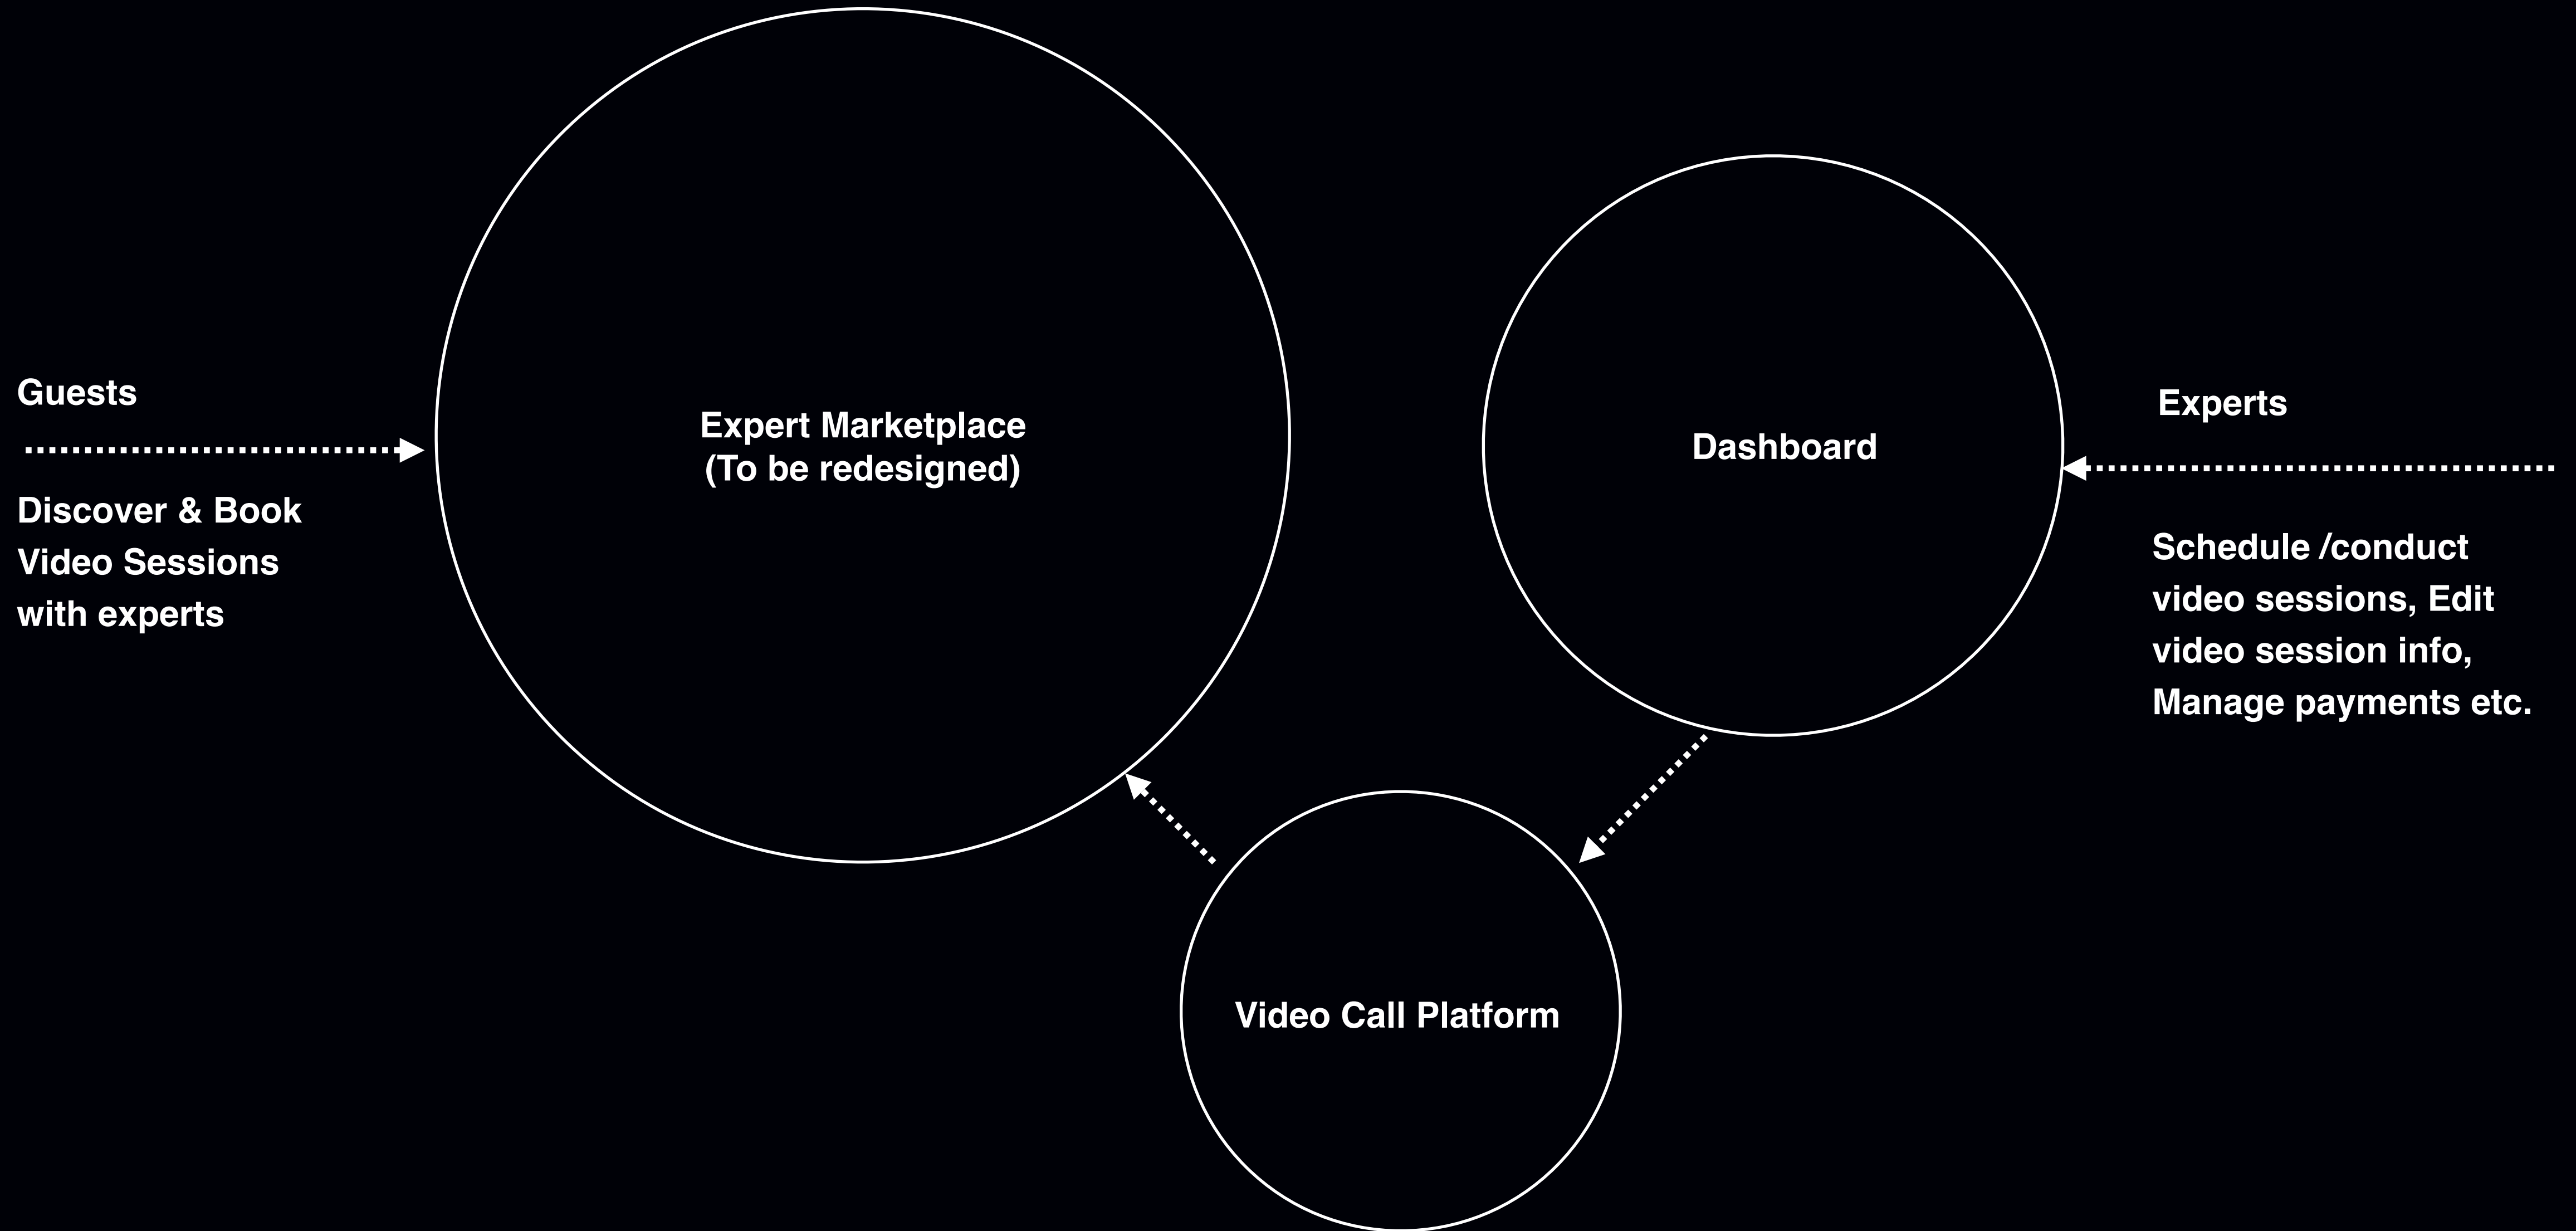 Guests
Discover & Book
Video Sessions
with experts
Expert Marketplace
(To be redesigned)
Dashboard
Experts
Schedule /conduct
video sessions, Edit
video session info,
Manage payments etc.
Video Call Platform